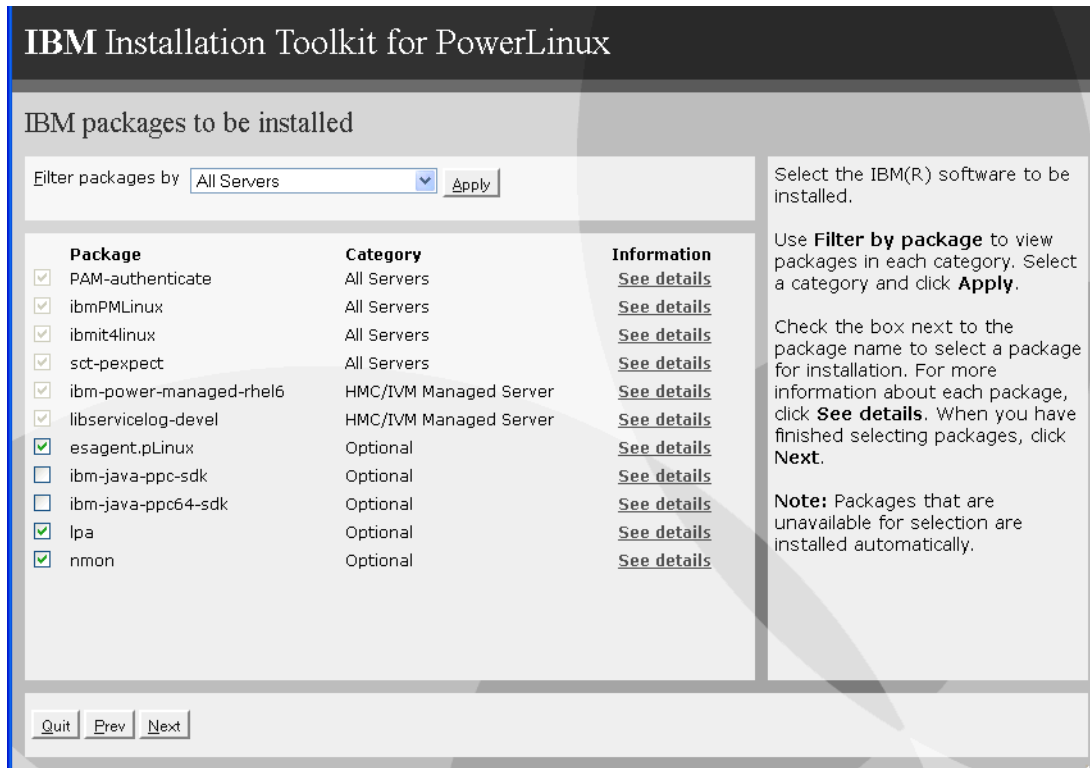 IBM Installation Toolkit for PowerLinux
IBM packages to be installed
Filter packages by All Servers Apply
Package Category Information
PAM-authenticate All Servers See details
ibmPMLinux All Servers See details
ibmit4linux All Servers See details
sct-pexpect All Servers See details
ibm-power-managed-rhel6 HMC/IVM Managed Server See details
libservicelog-devel HMC/IVM Managed Server See details
esagent.pLinux Optional See details
ibm-java-ppc-sdk Optional See details
ibm-java-ppc64-sdk Optional See details
lpa Optional See details
nmon Optional See details
Select the IBM(R) software to be
installed.
Use Filter by package to view
packages in each category. Select
a category and click Apply.
Check the box next to the
package name to select a package
for installation. For more
information about each package,
click See details. When you have
finished selecting packages, click
Next.
Note: Packages that are
unavailable for selection are
installed automatically.
Quit Prev Next